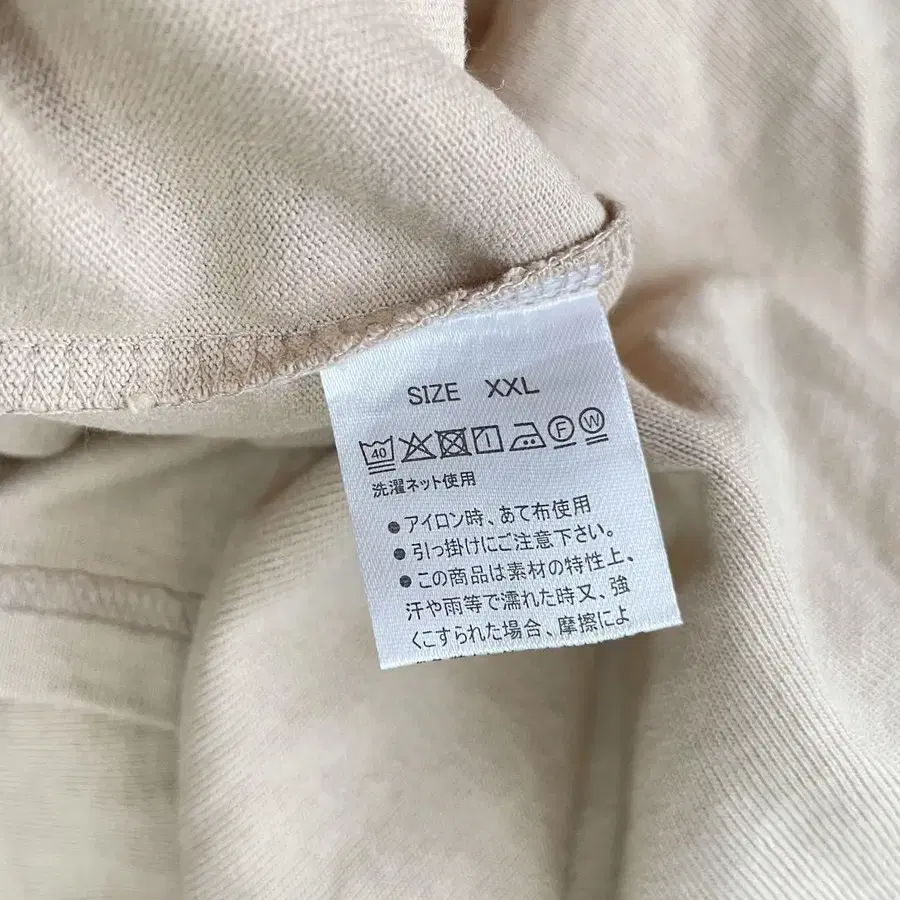 SIZE XXL
40 F W
洗濯ネット使用
●アイロン時、あて布使用
●引っ掛けにご注意下さい。
●この商品は素材の特性上、
汗や雨等で濡れた時又、強
くこすられた場合、摩擦によ